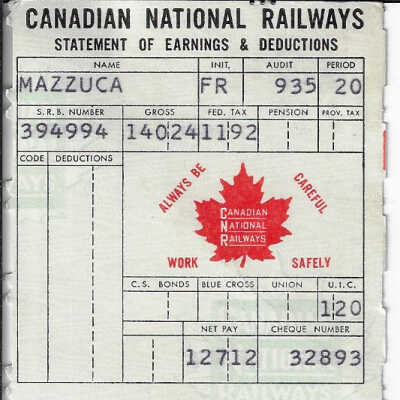 CANADIAN NATIONAL RAILWAYS
STATEMENT OF EARNINGS & DEDUCTIONS
NAME INIT. AUDIT PERIOD
MAZZUCA FR 935 20
S.R.B. NUMBER GROSS FED. TAX PENSION PROV. TAX
394994 14024 1192
CODE DEDUCTIONS
ALWAYS BE CAREFUL
CANADIAN
NATIONAL
RAILWAYS
WORK SAFELY
C.S. BONDS BLUE CROSS UNION U.I.C.
120
NET PAY CHEQUE NUMBER
12712 32893
RAILWAYS